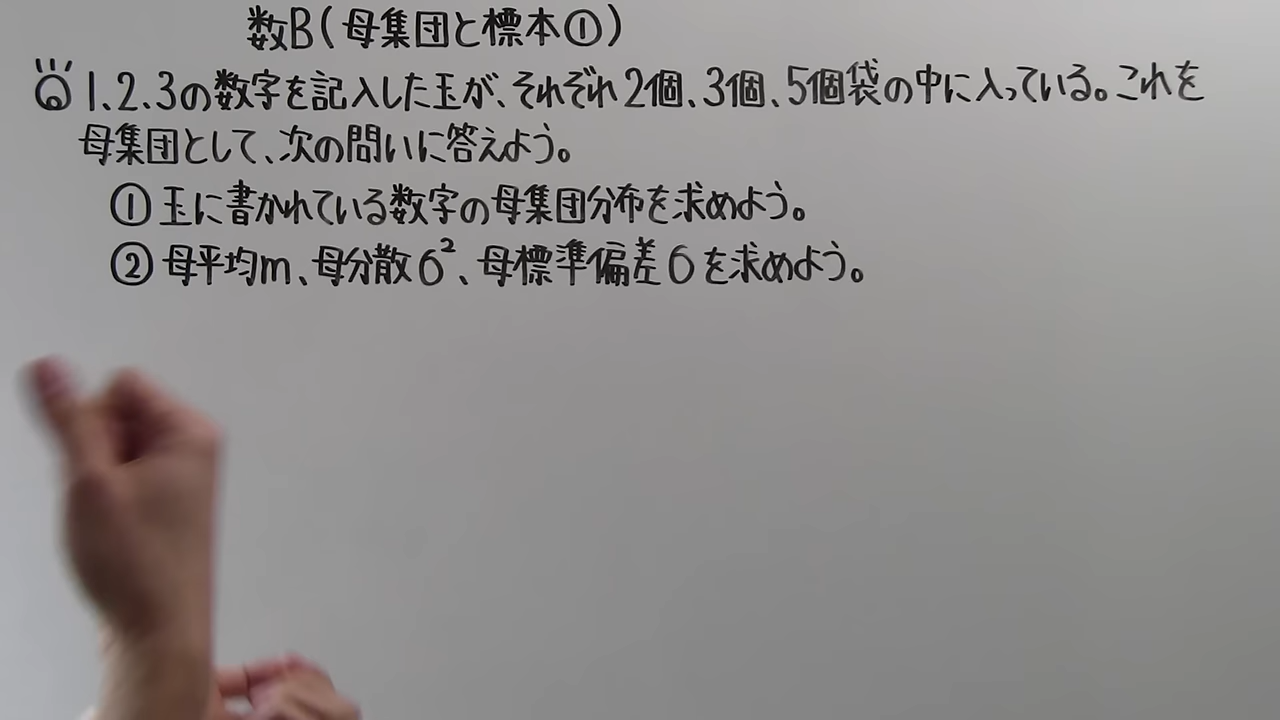 数B(母集団と標本①)
Q 1.2.3の数字を記入した玉が、それぞれ2個、3個、5個袋の中に入っている。これを
母集団として、次の問いに答えよう。
① 玉に書かれている数字の母集団分布を求めよう。
② 母平均m、母分散σ²、母標準偏差σを求めよう。